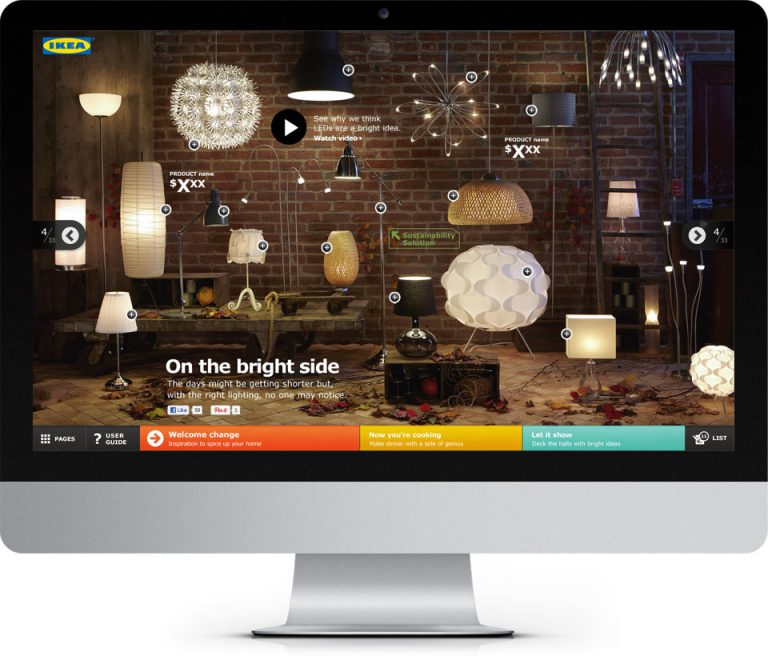 IKEA
See why we think
LEDs are a bright idea.
Watch video ›
PRODUCT name
$XXX
PRODUCT name
$XXX
4/33
4/33
Sustainability
Solution
On the bright side
The days might be getting shorter but,
with the right lighting, no one may notice.
Like
Pin it
5
PAGES
? USER
GUIDE
Welcome change
Inspiration to spice up your home
Now you're cooking
Make dinner with a side of genius
Let it show
Deck the halls with bright ideas
11
LIST